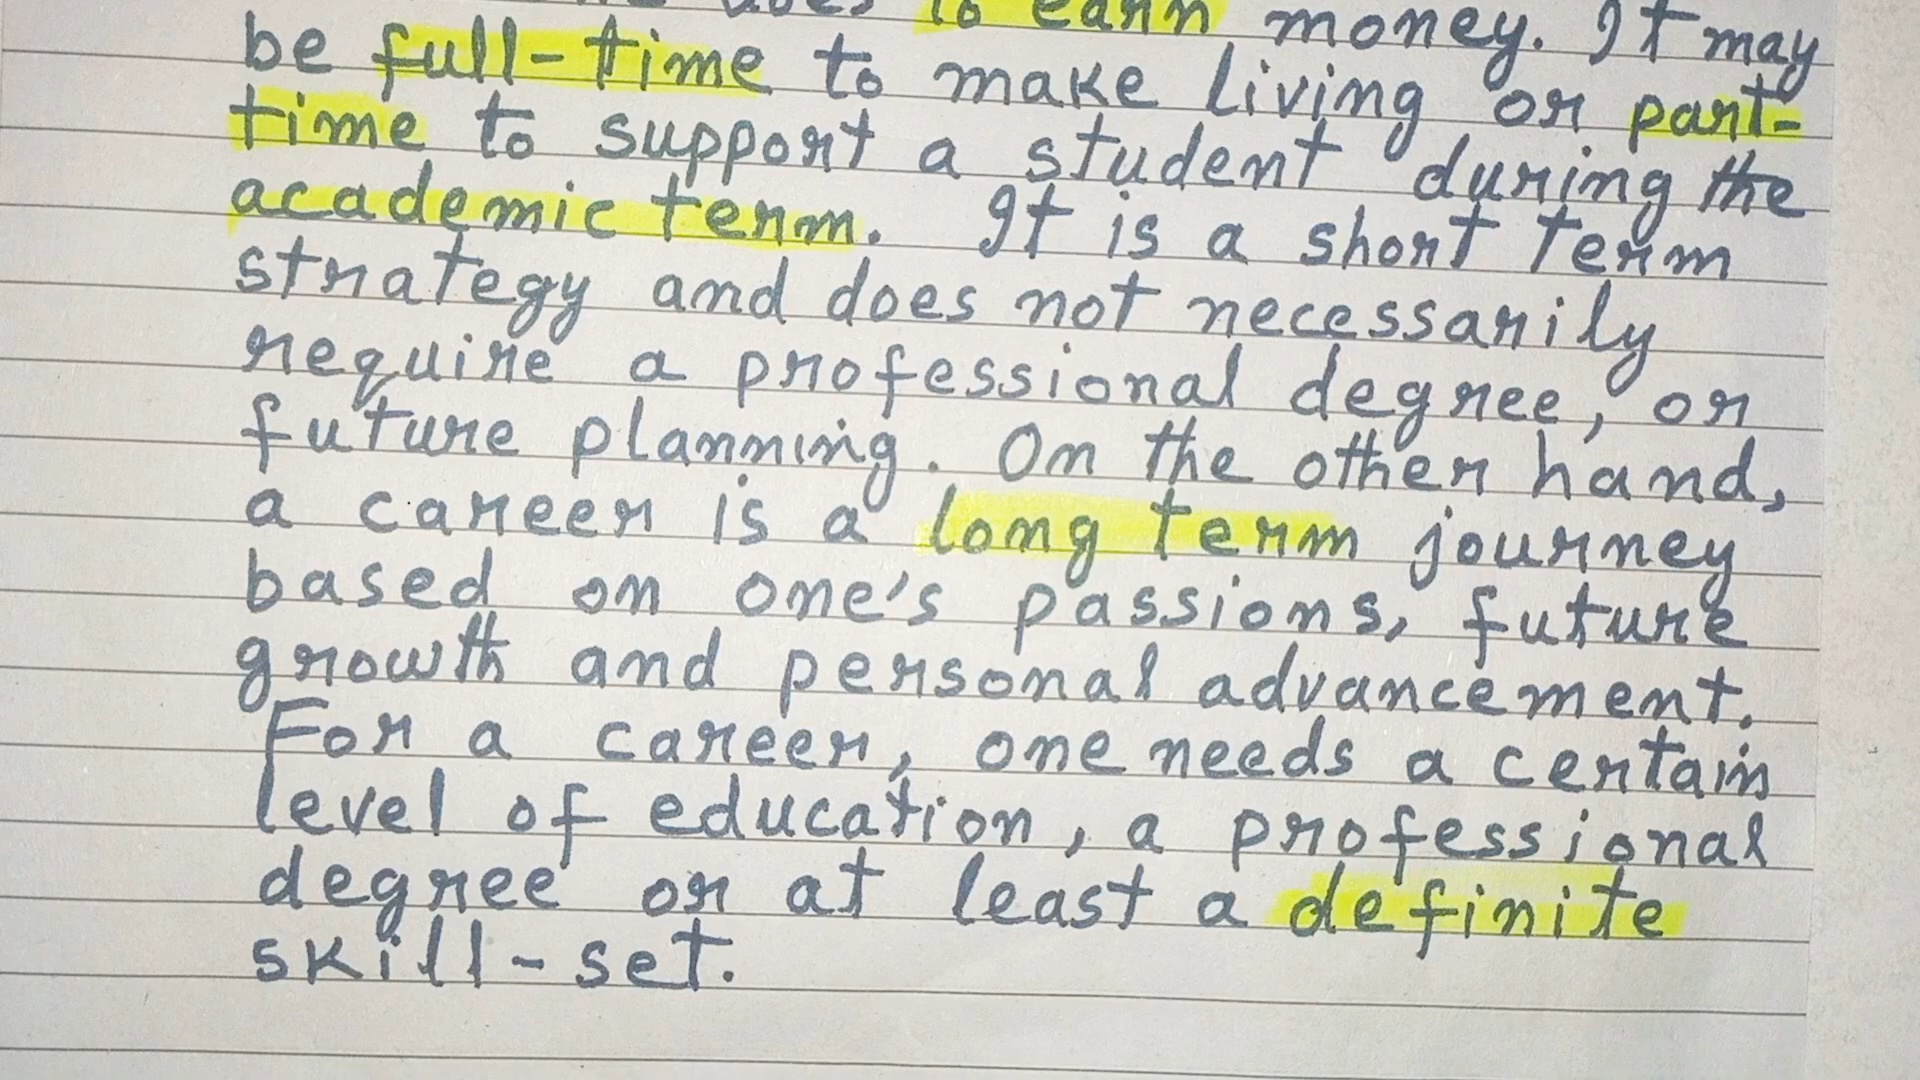 to earn money. It may
be full-time to make living or part-
time to support a student during the
academic term. It is a short term
strategy and does not necessarily
require a professional degree, or
future planning. On the other hand,
a career is a long term journey
based on one's passions, future
growth and personal advancement.
For a career, one needs a certain
level of education, a professional
degree or at least a definite
skill-set.